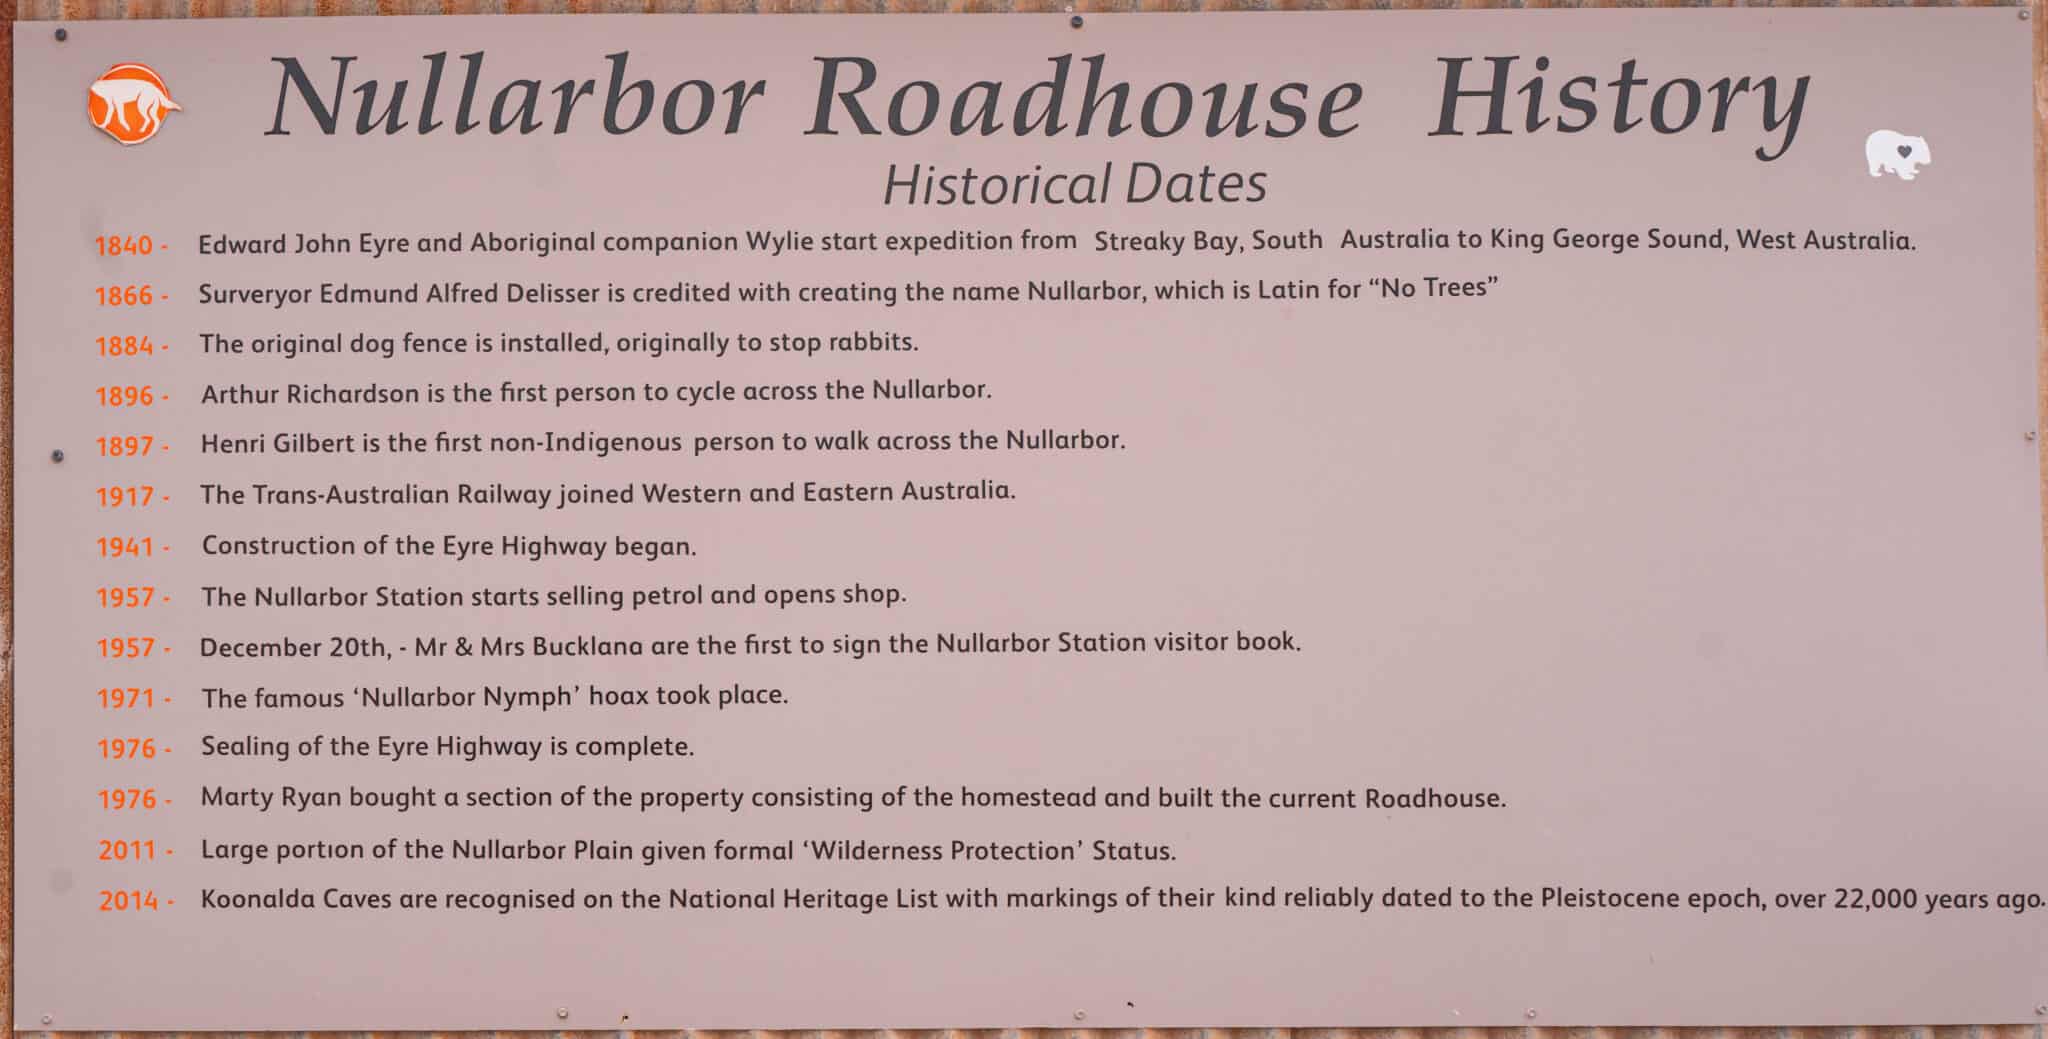 Nullarbor Roadhouse History
Historical Dates
1840 - Edward John Eyre and Aboriginal companion Wylie start expedition from Streaky Bay, South Australia to King George Sound, West Australia.
1866 - Surveryor Edmund Alfred Delisser is credited with creating the name Nullarbor, which is Latin for “No Trees”
1884 - The original dog fence is installed, originally to stop rabbits.
1896 - Arthur Richardson is the first person to cycle across the Nullarbor.
1897 - Henri Gilbert is the first non-Indigenous person to walk across the Nullarbor.
1917 - The Trans-Australian Railway joined Western and Eastern Australia.
1941 - Construction of the Eyre Highway began.
1957 - The Nullarbor Station starts selling petrol and opens shop.
1957 - December 20th, - Mr & Mrs Bucklana are the first to sign the Nullarbor Station visitor book.
1971 - The famous ‘Nullarbor Nymph’ hoax took place.
1976 - Sealing of the Eyre Highway is complete.
1976 - Marty Ryan bought a section of the property consisting of the homestead and built the current Roadhouse.
2011 - Large portion of the Nullarbor Plain given formal ‘Wilderness Protection’ Status.
2014 - Koonalda Caves are recognised on the National Heritage List with markings of their kind reliably dated to the Pleistocene epoch, over 22,000 years ago.